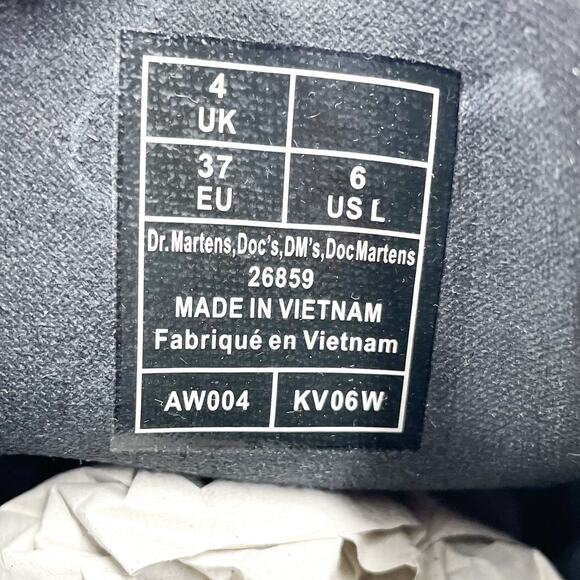 4
UK
37
EU
6
US L
Dr.Martens,Doc's,DM's,DocMartens
26859
MADE IN VIETNAM
Fabriqué en Vietnam
AW004
KV06W